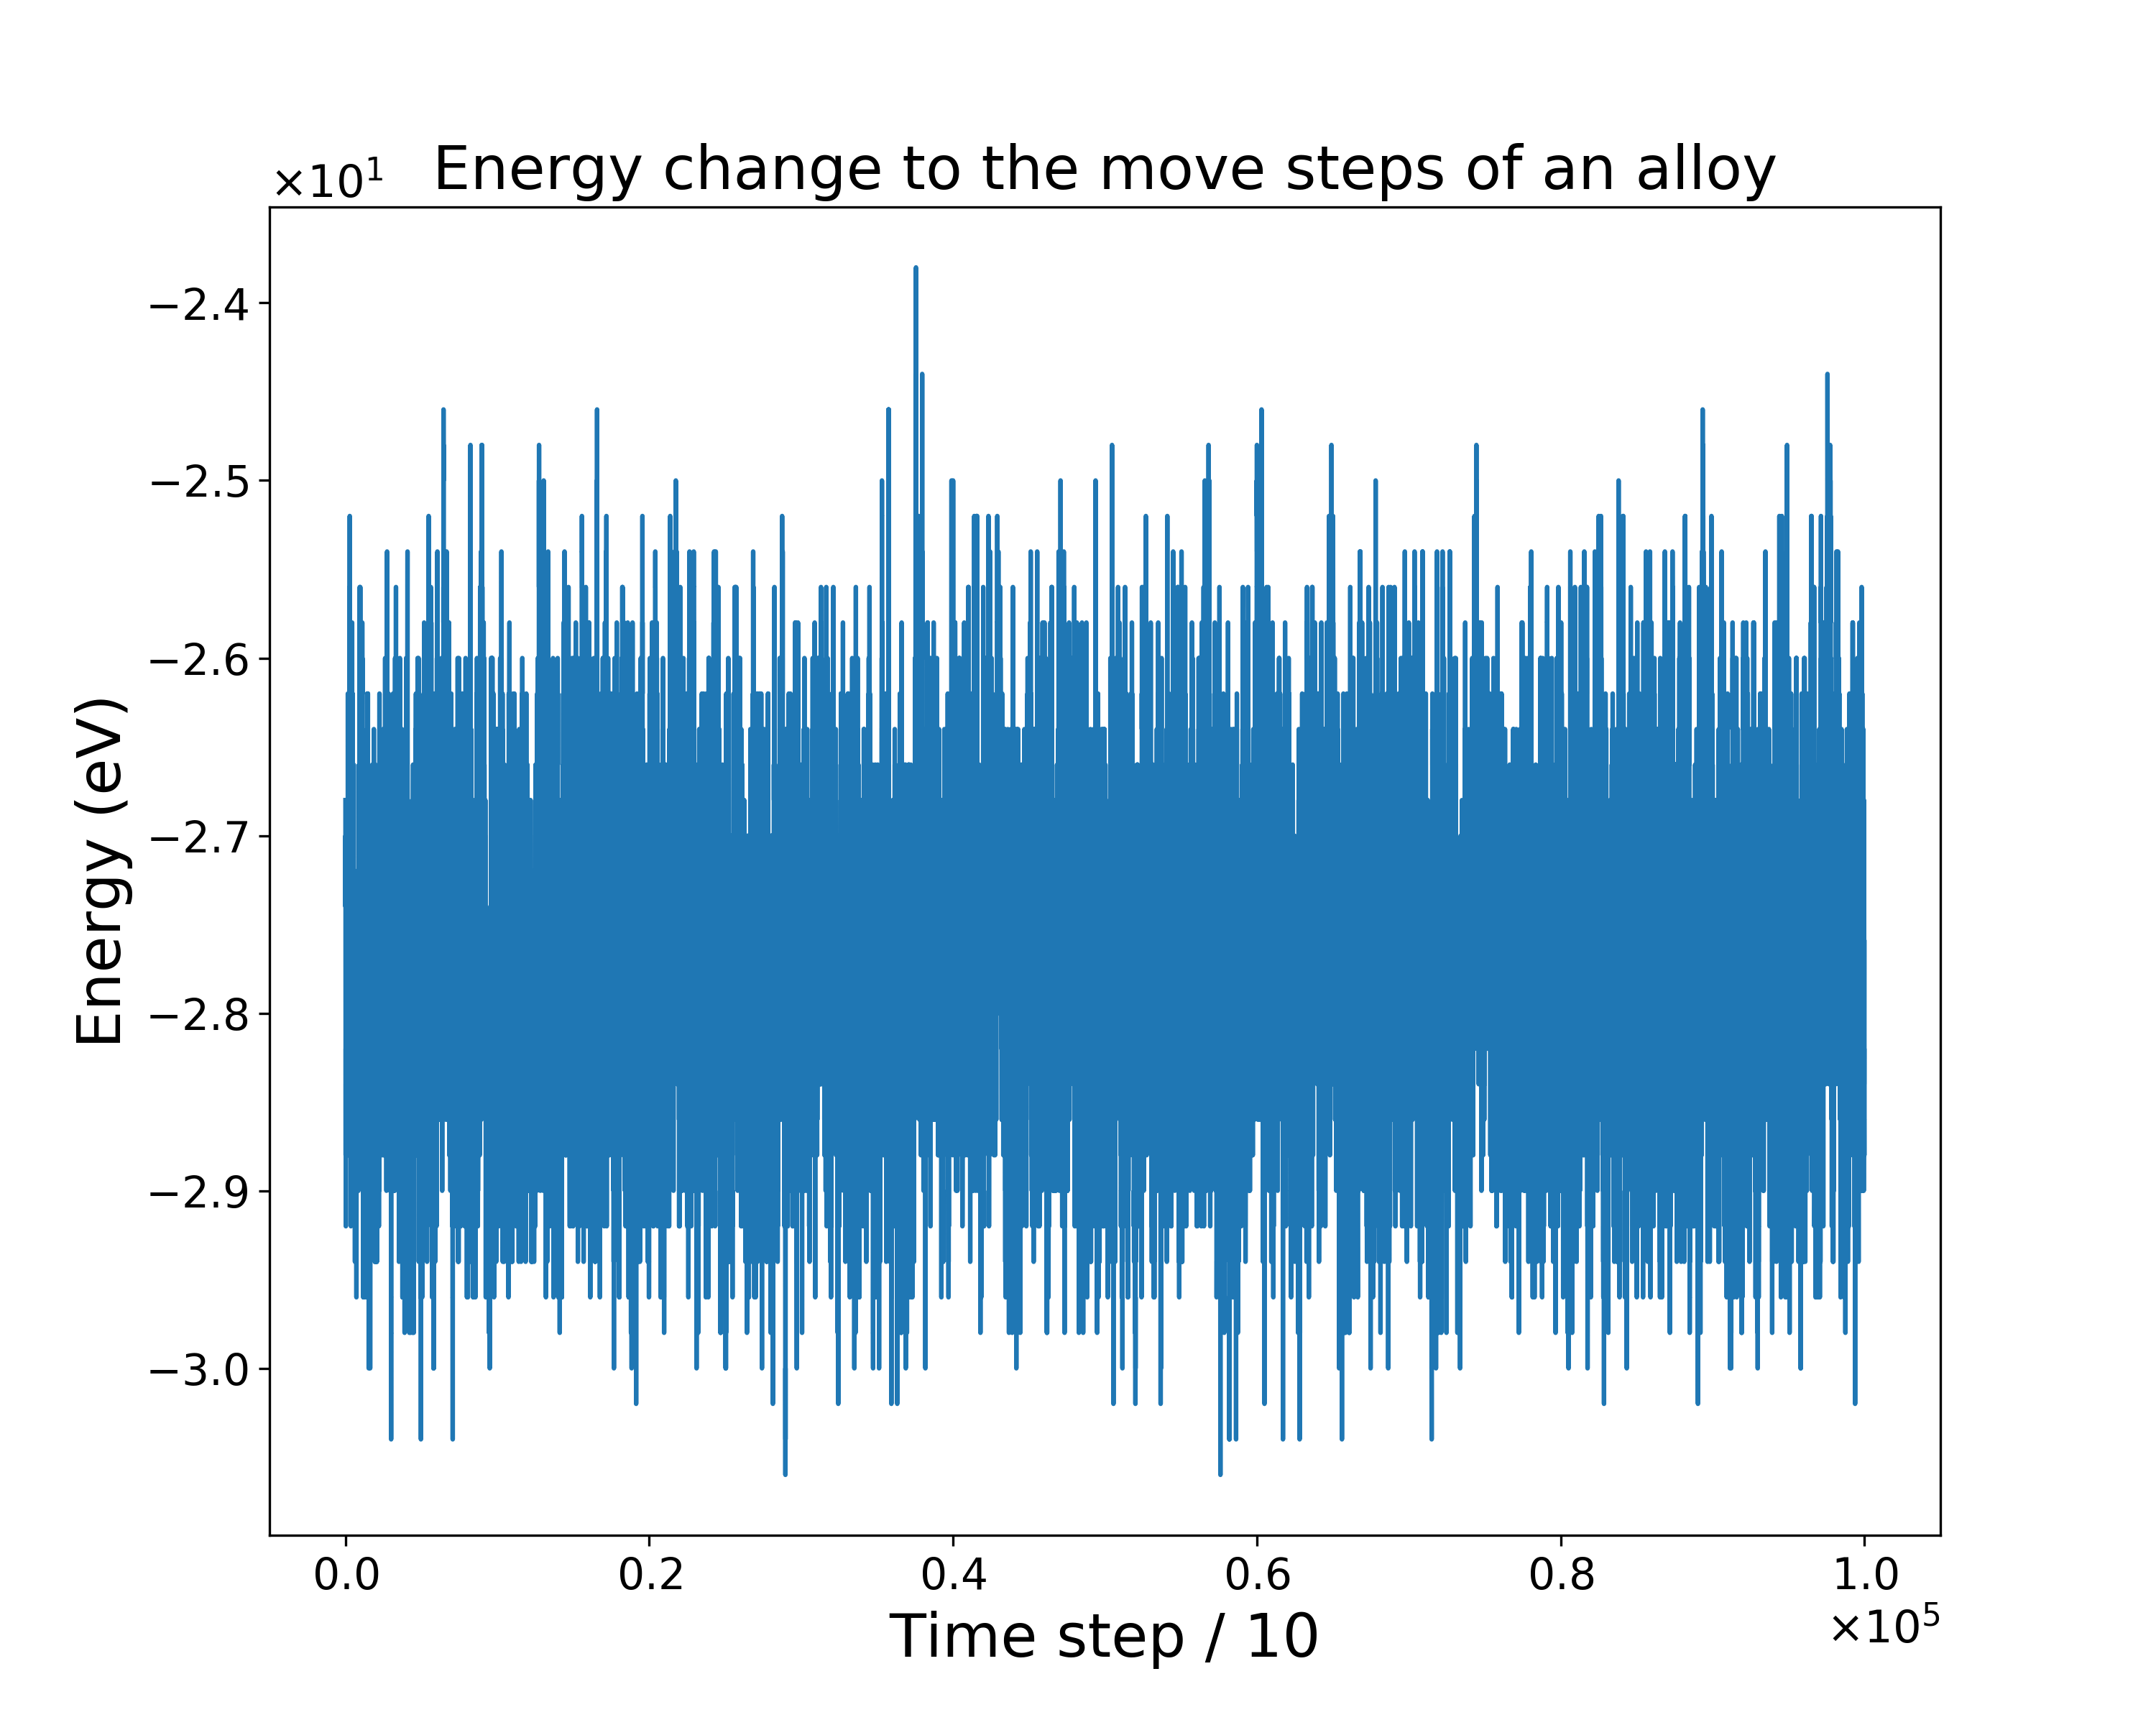 Energy change to the move steps of an alloy
×10¹
−2.4
−2.5
−2.6
−2.7
−2.8
−2.9
−3.0
Energy (eV)
0.0 0.2 0.4 0.6 0.8 1.0
×10⁵
Time step / 10